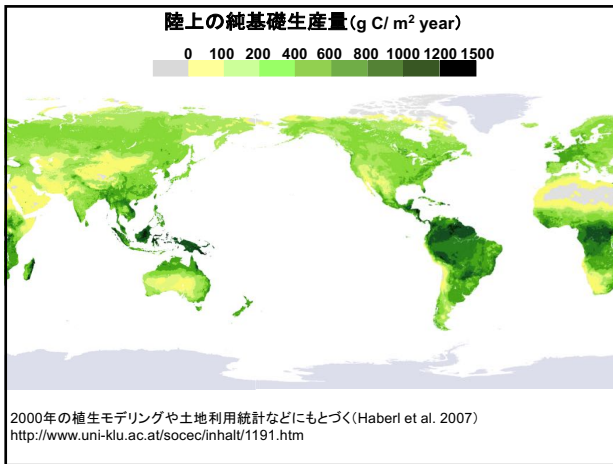 陸上の純基礎生産量(g C/ m² year)
0 100 200 400 600 800 1000 1200 1500
2000年の植生モデリングや土地利用統計などにもとづく(Haberl et al. 2007)
http://www.uni-klu.ac.at/socec/inhalt/1191.htm